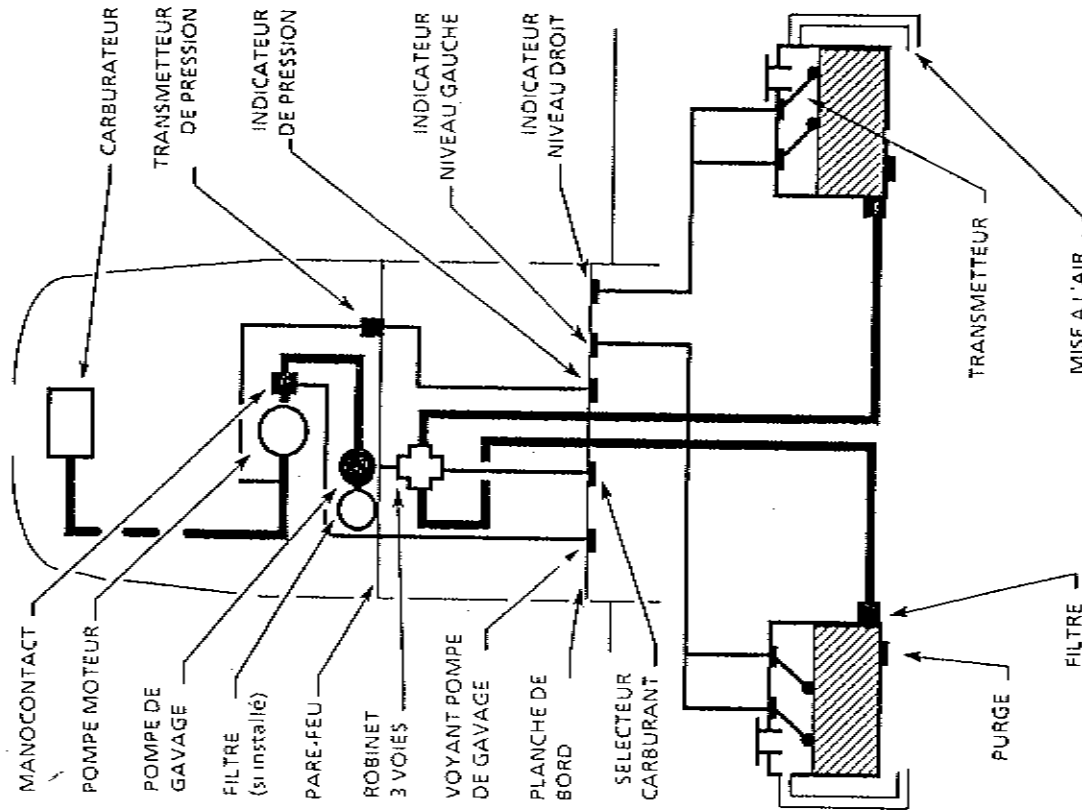 CARBURATEUR
TRANSMETTEUR
DE PRESSION
INDICATEUR
DE PRESSION
INDICATEUR
NIVEAU GAUCHE
INDICATEUR
NIVEAU DROIT
MANOCONTACT
POMPE MOTEUR
POMPE DE
GAVAGE
FILTRE
(si installé)
PARE-FEU
ROBINET
3 VOIES
VOYANT POMPE
DE GAVAGE
PLANCHE DE
BORD
SELECTEUR
CARBURANT
TRANSMETTEUR
MISE A L'AIR
PURGE
FILTRE